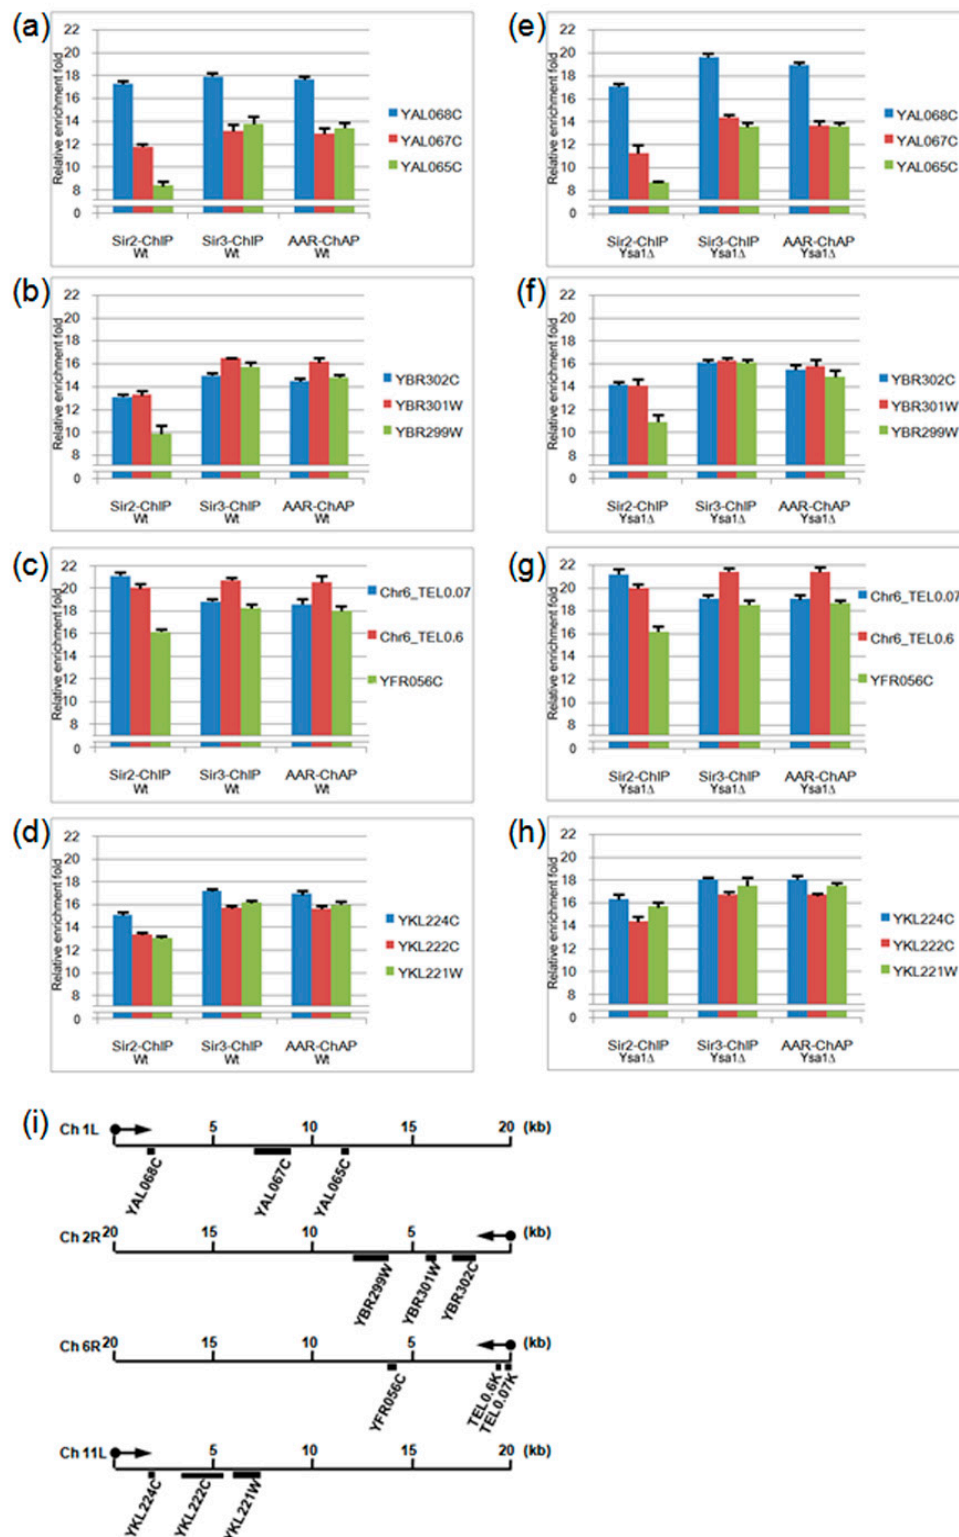 (a)
Relative enrichment fold
22
20
18
16
14
12
10
8
0
Sir2-ChIP Sir3-ChIP AAR-ChAP
Wt Wt Wt
YAL068C
YAL067C
YAL065C
(e)
Relative enrichment fold
22
20
18
16
14
12
10
8
0
Sir2-ChIP Sir3-ChIP AAR-ChAP
Ysa1Δ Ysa1Δ Ysa1Δ
YAL068C
YAL067C
YAL065C
(b)
Relative enrichment fold
22
20
18
16
14
12
10
8
0
Sir2-ChIP Sir3-ChIP AAR-ChAP
Wt Wt Wt
YBR302C
YBR301W
YBR299W
(f)
Relative enrichment fold
22
20
18
16
14
12
10
8
0
Sir2-ChIP Sir3-ChIP AAR-ChAP
Ysa1Δ Ysa1Δ Ysa1Δ
YBR302C
YBR301W
YBR299W
(c)
Relative enrichment fold
22
20
18
16
14
12
10
8
0
Sir2-ChIP Sir3-ChIP AAR-ChAP
Wt Wt Wt
Chr6_TEL0.07
Chr6_TEL0.6
YFR056C
(g)
Relative enrichment fold
22
20
18
16
14
12
10
8
0
Sir2-ChIP Sir3-ChIP AAR-ChAP
Ysa1Δ Ysa1Δ Ysa1Δ
Chr6_TEL0.07
Chr6_TEL0.6
YFR056C
(d)
Relative enrichment fold
22
20
18
16
14
12
10
8
0
Sir2-ChIP Sir3-ChIP AAR-ChAP
Wt Wt Wt
YKL224C
YKL222C
YKL221W
(h)
Relative enrichment fold
22
20
18
16
14
12
10
8
0
Sir2-ChIP Sir3-ChIP AAR-ChAP
Ysa1Δ Ysa1Δ Ysa1Δ
YKL224C
YKL222C
YKL221W
(i)
Ch 1L 5 10 15 20 (kb)
YAL068C YAL067C YAL065C
Ch 2R 20 15 10 5 (kb)
YBR299W YBR301W YBR302C
Ch 6R 20 15 10 5 (kb)
YFR056C TEL0.6K TEL0.07K
Ch 11L 5 10 15 20 (kb)
YKL224C YKL222C YKL221W